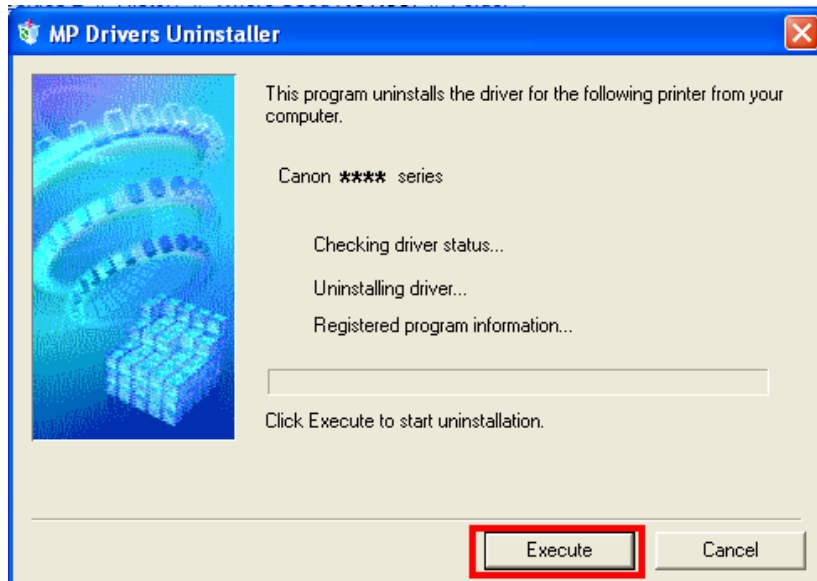 MP Drivers Uninstaller
This program uninstalls the driver for the following printer from your
computer.
Canon **** series
Checking driver status...
Uninstalling driver...
Registered program information...
Click Execute to start uninstallation.
Execute
Cancel